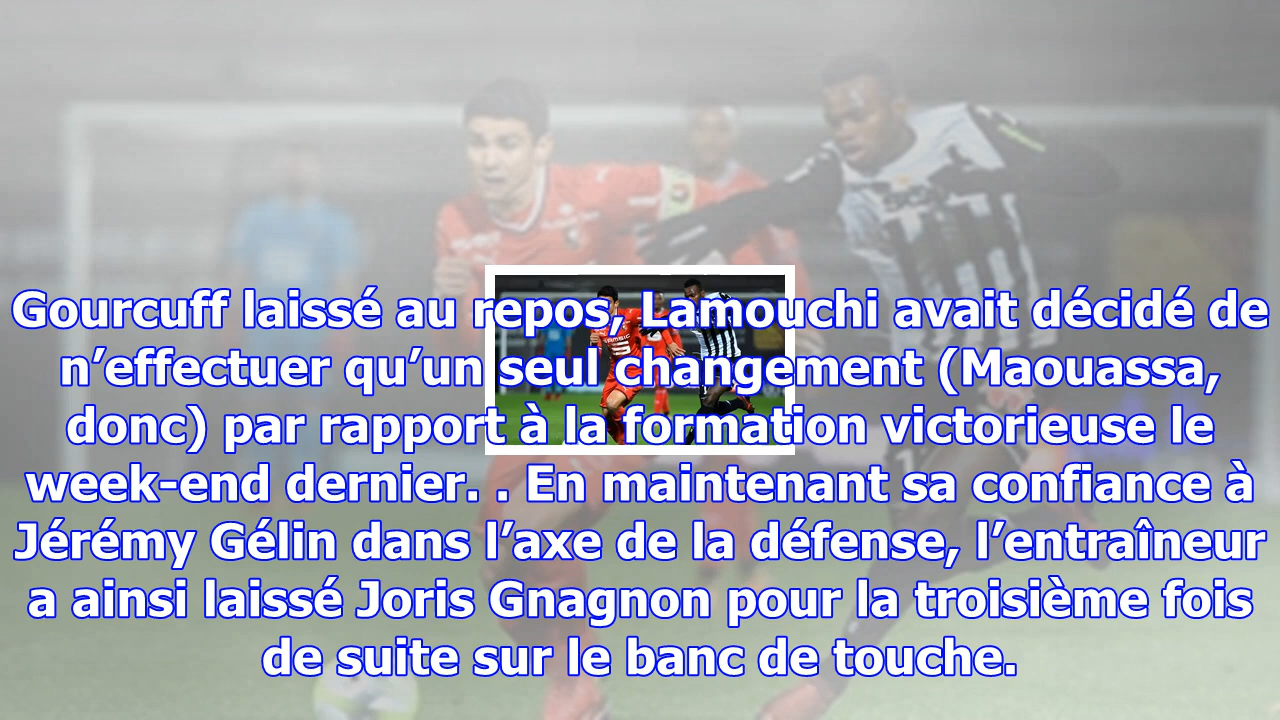 Gourcuff laissé au repos, Lamouchi avait décidé de
n’effectuer qu’un seul changement (Maouassa,
donc) par rapport à la formation victorieuse le
week-end dernier. . En maintenant sa confiance à
Jérémy Gélin dans l’axe de la défense, l’entraîneur
a ainsi laissé Joris Gnagnon pour la troisième fois
de suite sur le banc de touche.